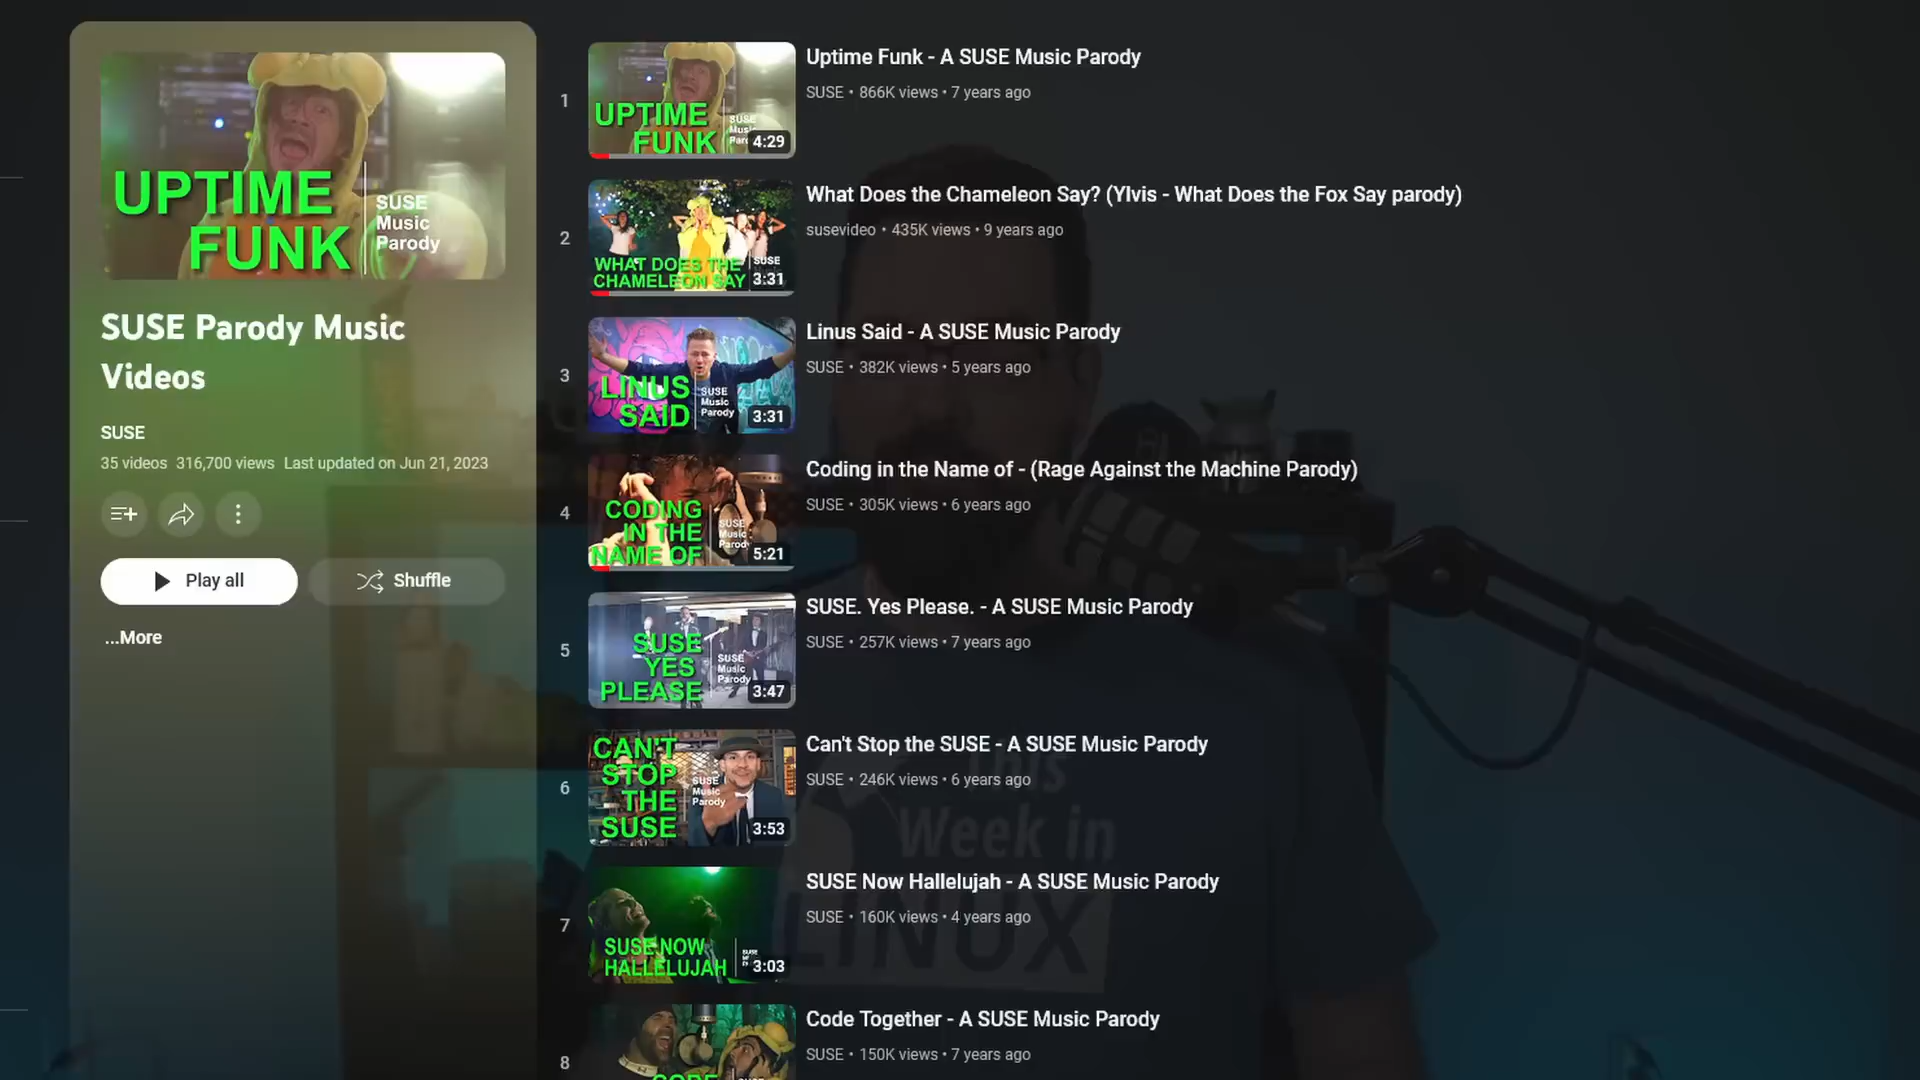 UPTIME
FUNK
SUSE
Music
Parody
SUSE Parody Music
Videos
SUSE
35 videos 316,700 views Last updated on Jun 21, 2023
Play all
Shuffle
...More
1
UPTIME
FUNK
SUSE
4:29
Uptime Funk - A SUSE Music Parody
SUSE • 866K views • 7 years ago
2
WHAT DOES THE
CHAMELEON SAY
SUSE
3:31
What Does the Chameleon Say? (Ylvis - What Does the Fox Say parody)
susevideo • 435K views • 9 years ago
3
LINUS
SAID
SUSE
Music
Parody
3:31
Linus Said - A SUSE Music Parody
SUSE • 382K views • 5 years ago
4
CODING
IN THE
NAME OF
SUSE
Music
5:21
Coding in the Name of - (Rage Against the Machine Parody)
SUSE • 305K views • 6 years ago
5
SUSE
YES
PLEASE
SUSE
Music
Parody
3:47
SUSE. Yes Please. - A SUSE Music Parody
SUSE • 257K views • 7 years ago
6
CAN'T
STOP
THE
SUSE
SUSE
Music
Parody
3:53
Can't Stop the SUSE - A SUSE Music Parody
SUSE • 246K views • 6 years ago
7
SUSE NOW
HALLELUJAH
3:03
SUSE Now Hallelujah - A SUSE Music Parody
SUSE • 160K views • 4 years ago
8
CODE
Code Together - A SUSE Music Parody
SUSE • 150K views • 7 years ago
This
Week in
LINUX